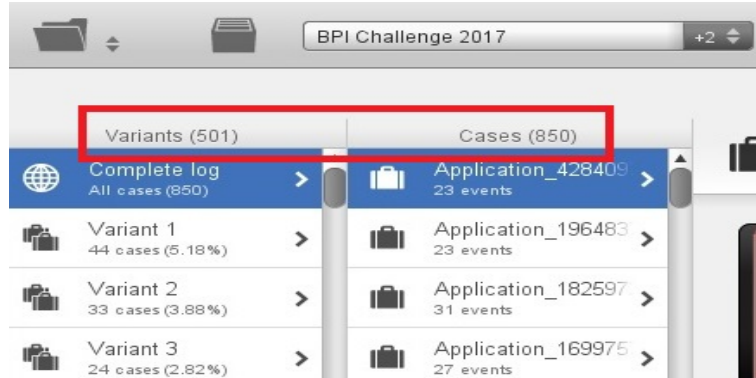 BPI Challenge 2017
+2
Variants (501)
Cases (850)
Complete log
All cases (850)
Application_428409
23 events
Variant 1
44 cases (5.18%)
Application_196483
23 events
Variant 2
33 cases (3.88%)
Application_182597
31 events
Variant 3
24 cases (2.82%)
Application_169975
27 events